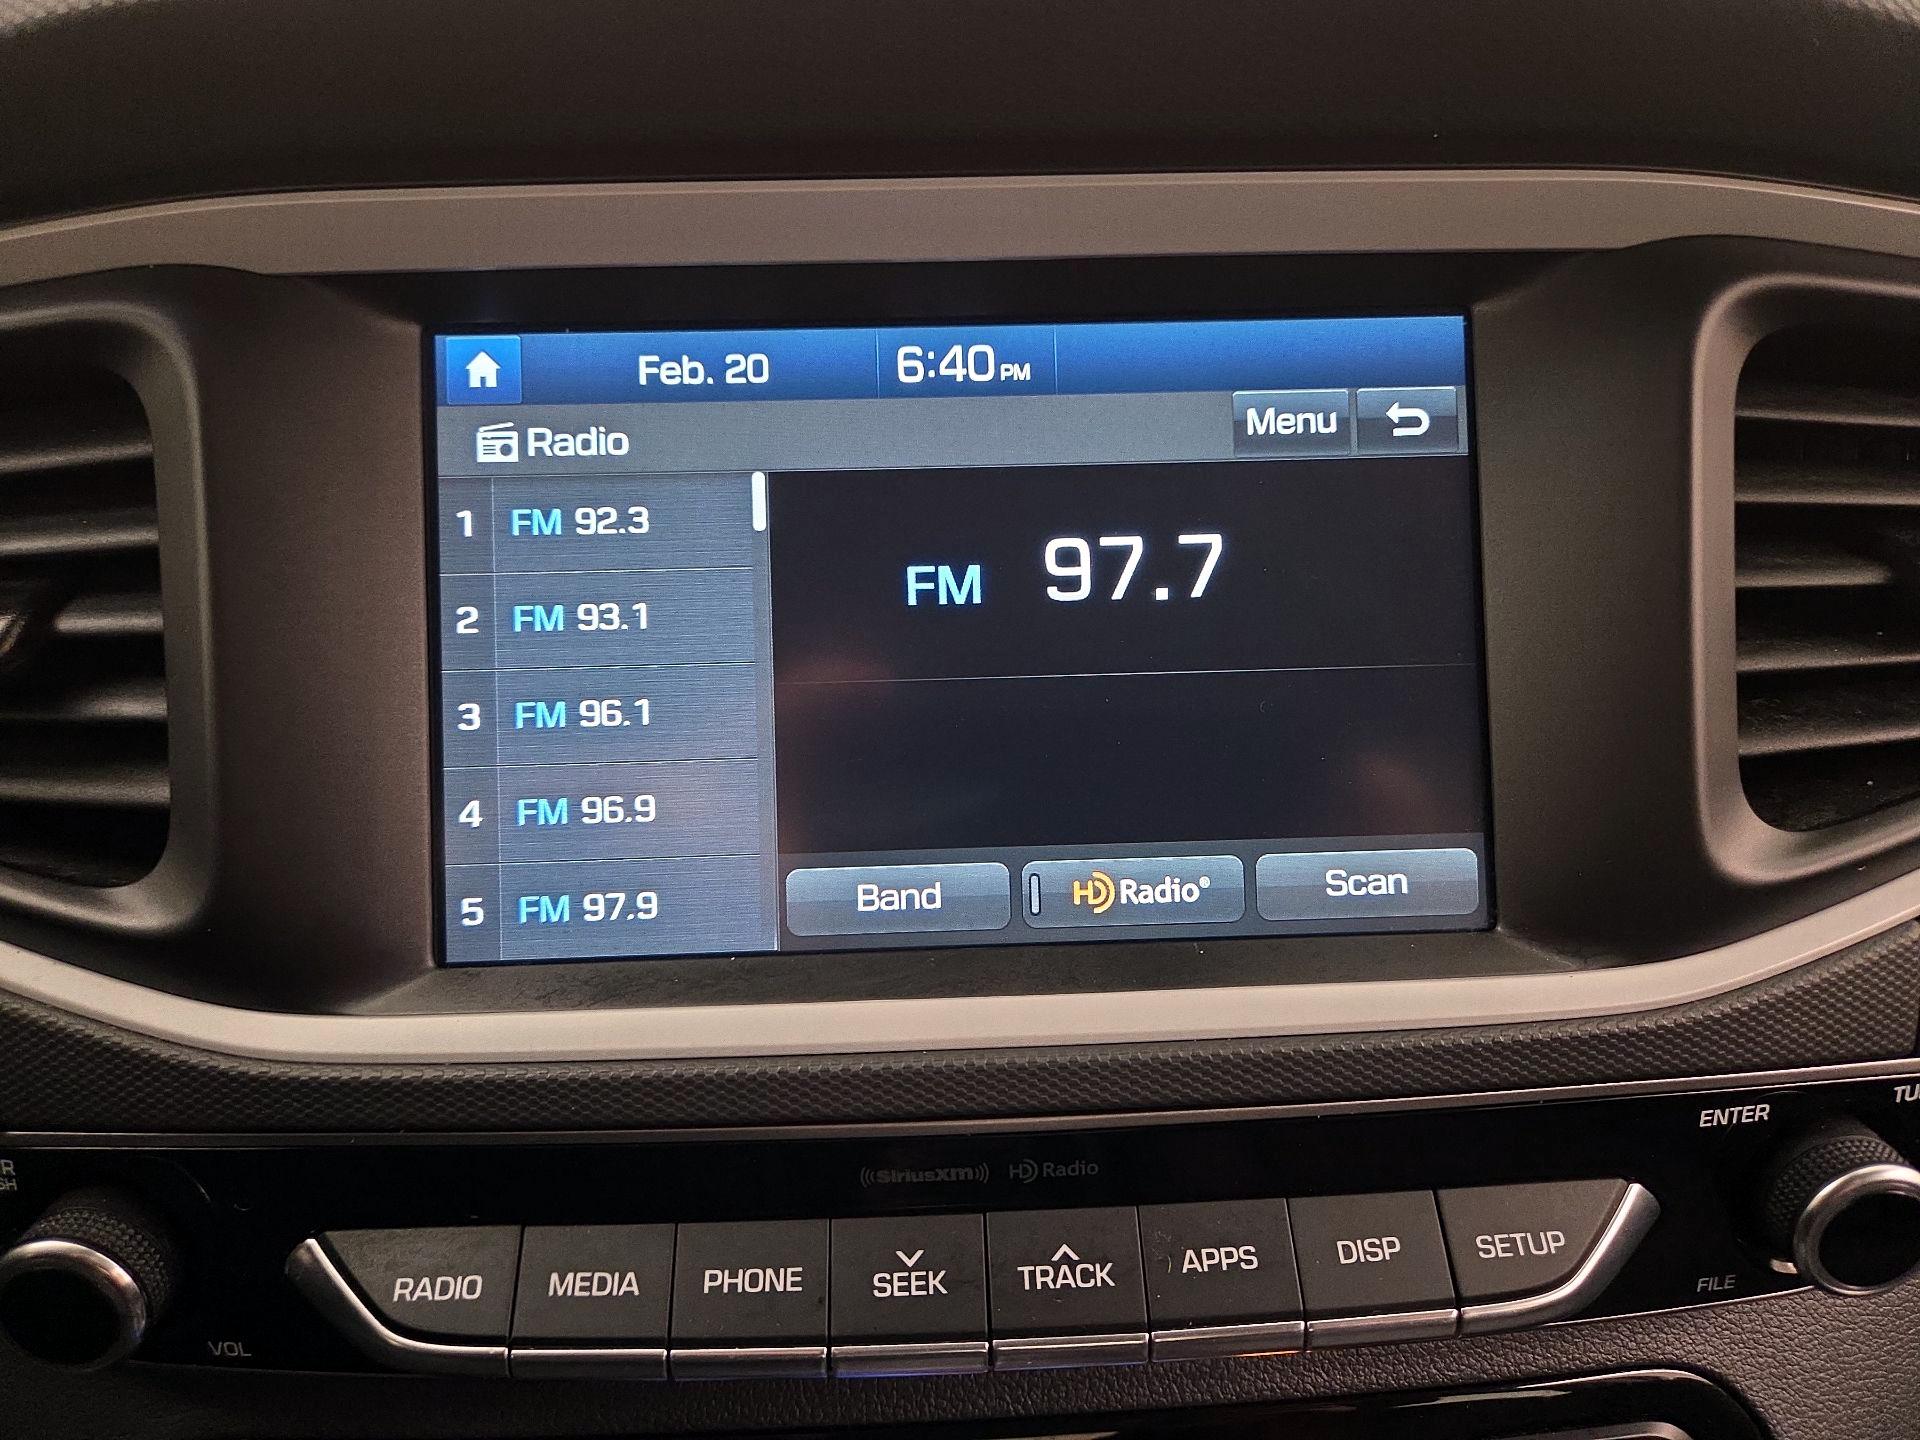 Feb. 20 6:40 PM
Radio Menu
1 FM 92.3
2 FM 93.1
3 FM 96.1
4 FM 96.9
5 FM 97.9
FM 97.7
Band HD Radio® Scan
((SiriusXM)) HD Radio
RADIO MEDIA PHONE SEEK TRACK APPS DISP SETUP
VOL
ENTER
FILE